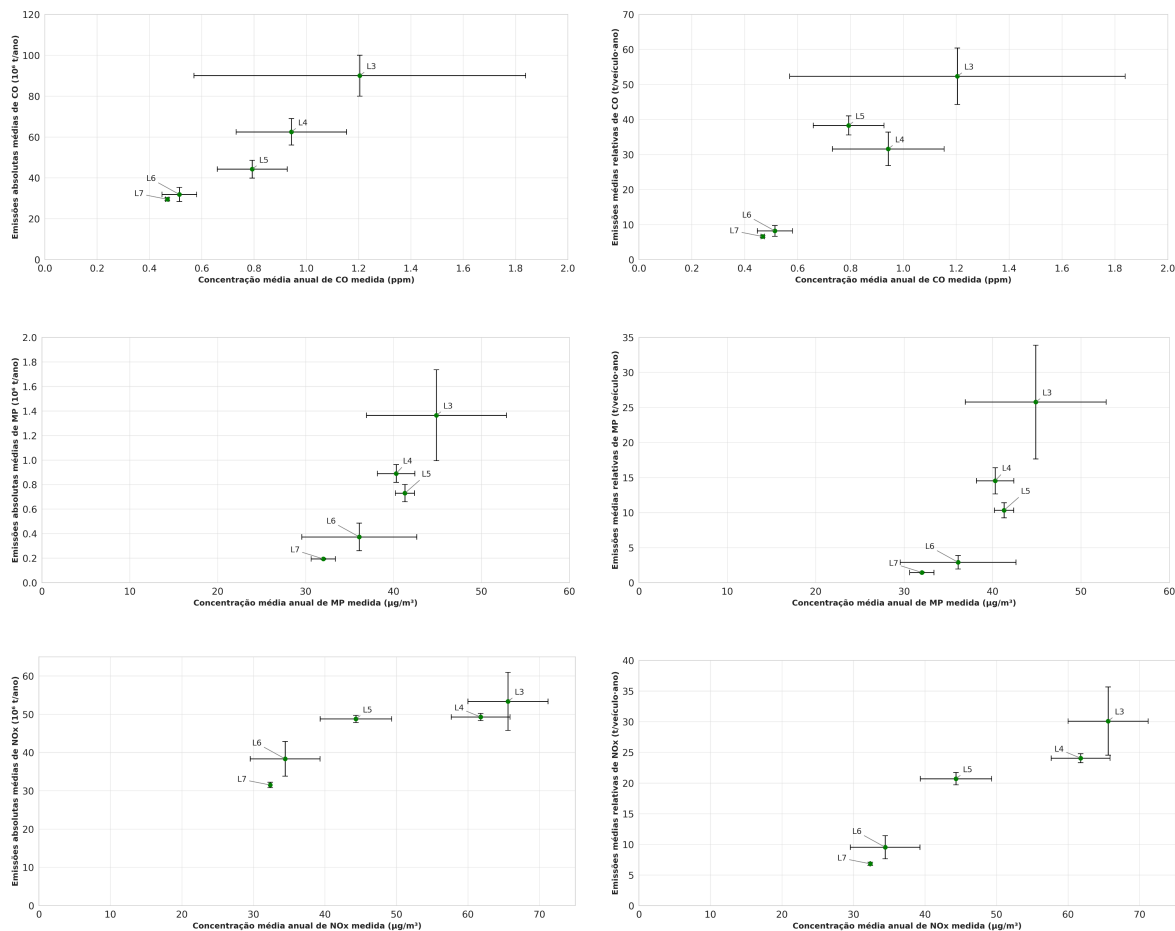 120
100
80
60
40
20
0
Emissões absolutas médias de CO (10⁶ t/ano)
L3
L4
L5
L6
L7
0.0 0.2 0.4 0.6 0.8 1.0 1.2 1.4 1.6 1.8 2.0
Concentração média anual de CO medida (ppm)
70
60
50
40
30
20
10
0
Emissões médias relativas de CO (t/veículo·ano)
L3
L5
L4
L6
L7
0.0 0.2 0.4 0.6 0.8 1.0 1.2 1.4 1.6 1.8 2.0
Concentração média anual de CO medida (ppm)
2.0
1.8
1.6
1.4
1.2
1.0
0.8
0.6
0.4
0.2
0.0
Emissões absolutas médias de MP (10⁶ t/ano)
L3
L4
L5
L6
L7
0 10 20 30 40 50 60
Concentração média anual de MP medida (µg/m³)
35
30
25
20
15
10
5
0
Emissões médias relativas de MP (t/veículo·ano)
L3
L4
L5
L6
L7
0 10 20 30 40 50 60
Concentração média anual de MP medida (µg/m³)
60
50
40
30
20
10
0
Emissões absolutas médias de NOx (10⁶ t/ano)
L3
L5
L4
L6
L7
0 10 20 30 40 50 60 70
Concentração média anual de NOx medida (µg/m³)
40
35
30
25
20
15
10
5
0
Emissões médias relativas de NOx (t/veículo·ano)
L3
L4
L5
L6
L7
0 10 20 30 40 50 60 70
Concentração média anual de NOx medida (µg/m³)